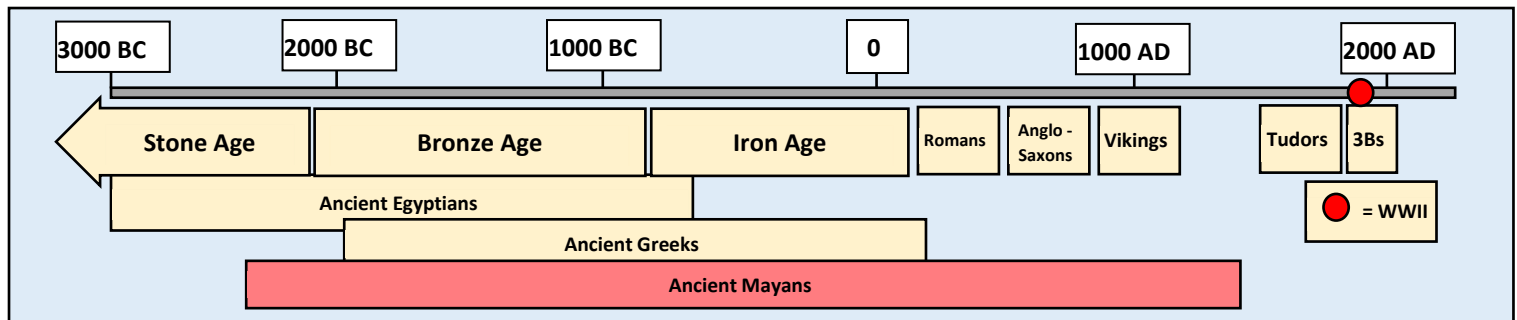 3000 BC
2000 BC
1000 BC
0
1000 AD
2000 AD
Stone Age
Bronze Age
Iron Age
Romans
Anglo -
Saxons
Vikings
Tudors
3Bs
Ancient Egyptians
= WWII
Ancient Greeks
Ancient Mayans